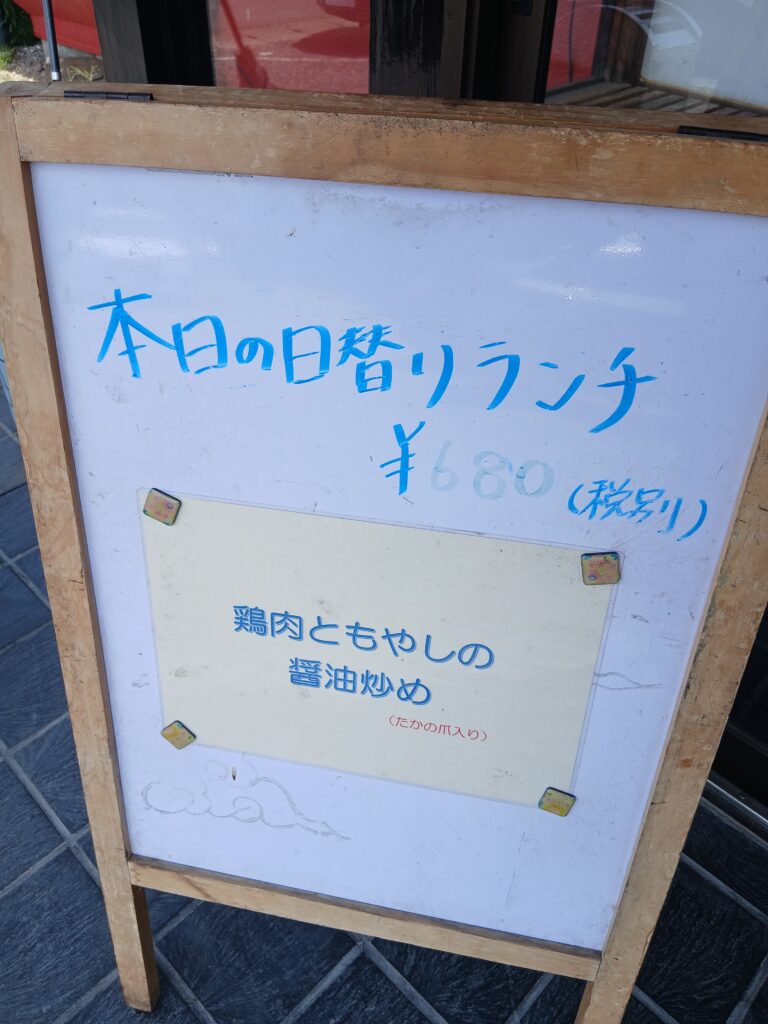 本日の日替りランチ
¥680 (税別)
鶏肉ともやしの
醤油炒め
(たかの爪入り)